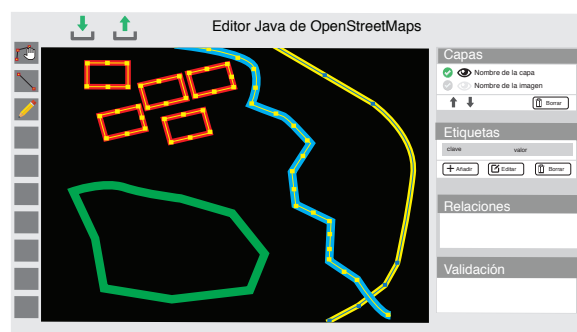 Editor Java de OpenStreetMaps
Capas
Nombre de la capa
Nombre de la imagen
Borrar
Etiquetas
clave valor
Añadir Editar Borrar
Relaciones
Validación